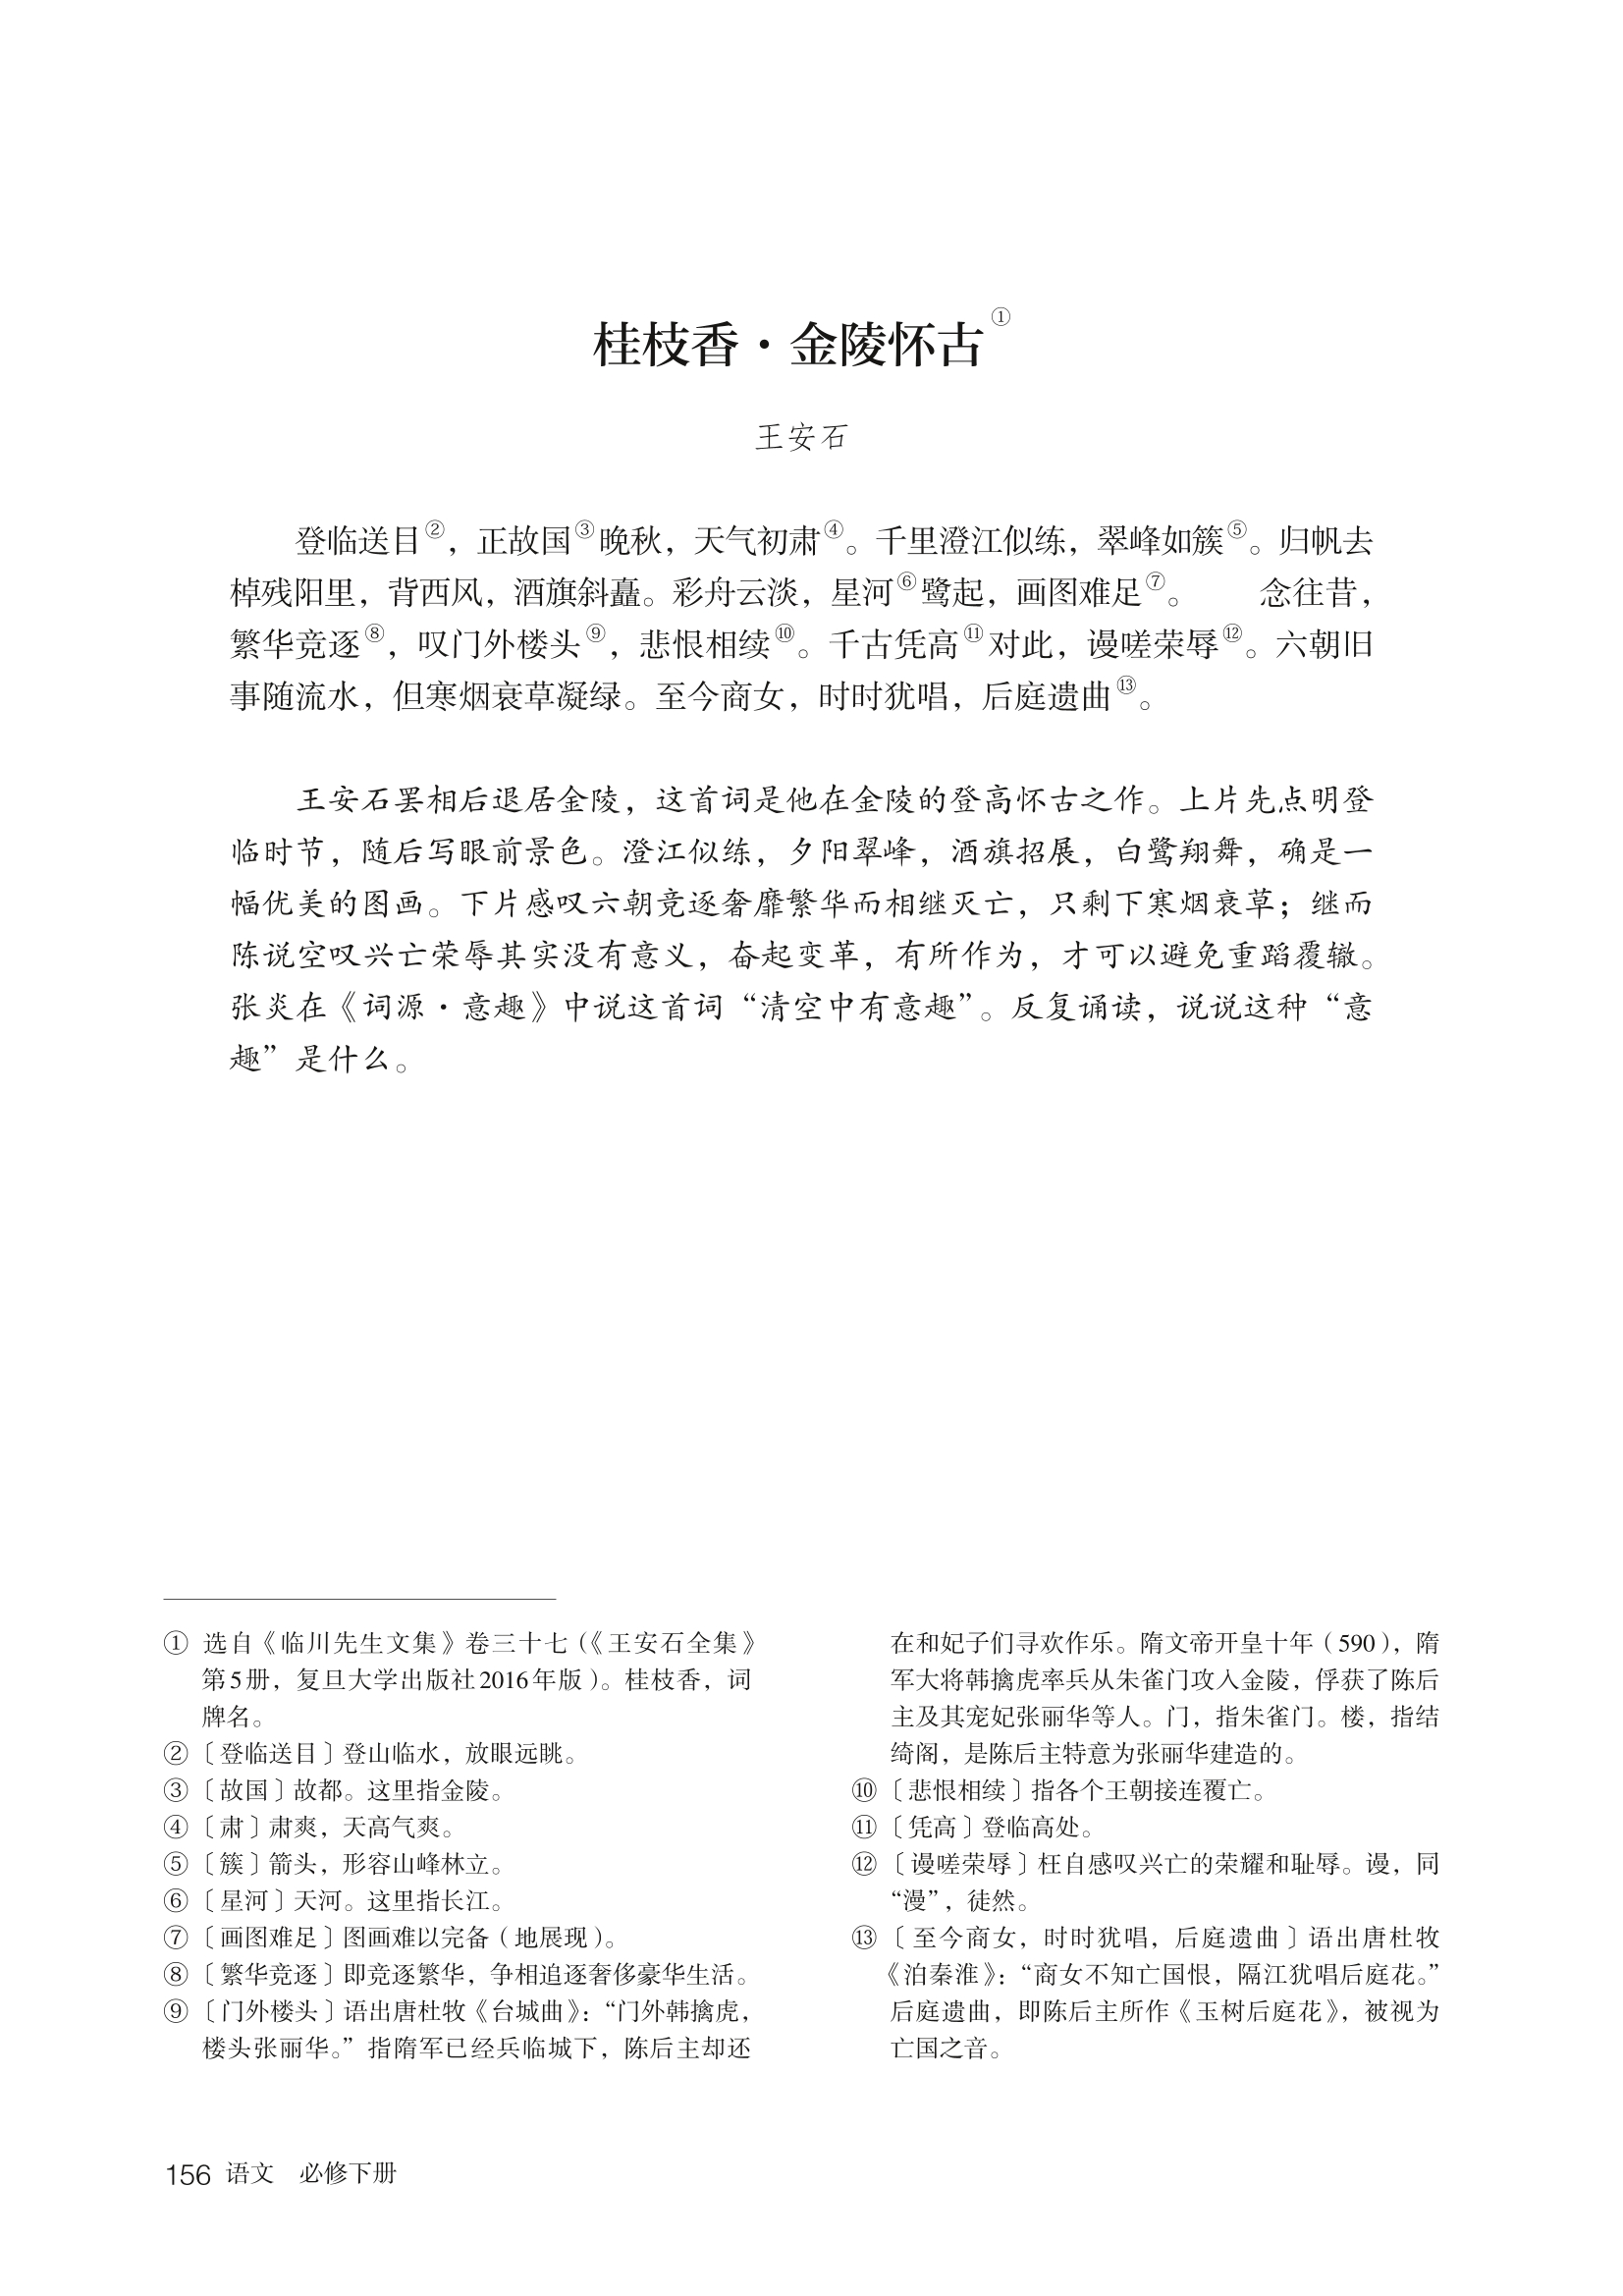 桂枝香·金陵怀古①
王安石
登临送目②，正故国③晚秋，天气初肃④。千里澄江似练，翠峰如簇⑤。归帆去
棹残阳里，背西风，酒旗斜矗。彩舟云淡，星河⑥鹭起，画图难足⑦。　　念往昔，
繁华竞逐⑧，叹门外楼头⑨，悲恨相续⑩。千古凭高⑪对此，谩嗟荣辱⑫。六朝旧
事随流水，但寒烟衰草凝绿。至今商女，时时犹唱，后庭遗曲⑬。
王安石罢相后退居金陵，这首词是他在金陵的登高怀古之作。上片先点明登
临时节，随后写眼前景色。澄江似练，夕阳翠峰，酒旗招展，白鹭翔舞，确是一
幅优美的图画。下片感叹六朝竞逐奢靡繁华而相继灭亡，只剩下寒烟衰草；继而
陈说空叹兴亡荣辱其实没有意义，奋起变革，有所作为，才可以避免重蹈覆辙。
张炎在《词源·意趣》中说这首词“清空中有意趣”。反复诵读，说说这种“意
趣”是什么。
① 选自《临川先生文集》卷三十七（《王安石全集》
第5册，复旦大学出版社2016年版）。桂枝香，词
牌名。
②〔登临送目〕登山临水，放眼远眺。
③〔故国〕故都。这里指金陵。
④〔肃〕肃爽，天高气爽。
⑤〔簇〕箭头，形容山峰林立。
⑥〔星河〕天河。这里指长江。
⑦〔画图难足〕图画难以完备（地展现）。
⑧〔繁华竞逐〕即竞逐繁华，争相追逐奢侈豪华生活。
⑨〔门外楼头〕语出唐杜牧《台城曲》：“门外韩擒虎，
楼头张丽华。”指隋军已经兵临城下，陈后主却还
在和妃子们寻欢作乐。隋文帝开皇十年（590），隋
军大将韩擒虎率兵从朱雀门攻入金陵，俘获了陈后
主及其宠妃张丽华等人。门，指朱雀门。楼，指结
绮阁，是陈后主特意为张丽华建造的。
⑩〔悲恨相续〕指各个王朝接连覆亡。
⑪〔凭高〕登临高处。
⑫〔谩嗟荣辱〕枉自感叹兴亡的荣耀和耻辱。谩，同
“漫”，徒然。
⑬〔至今商女，时时犹唱，后庭遗曲〕语出唐杜牧
《泊秦淮》：“商女不知亡国恨，隔江犹唱后庭花。”
后庭遗曲，即陈后主所作《玉树后庭花》，被视为
亡国之音。
156 语文　必修下册